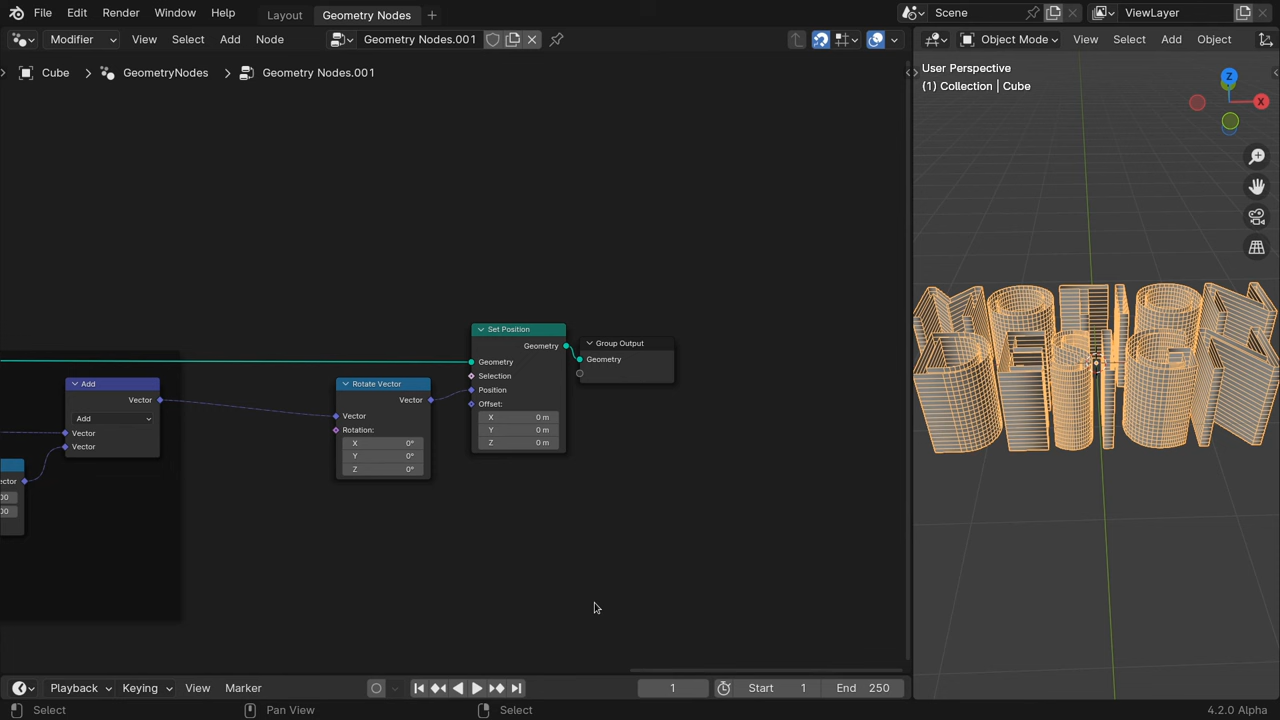 File Edit Render Window Help Layout Geometry Nodes Scene ViewLayer
Modifier View Select Add Node Geometry Nodes.001 Object Mode View Select Add Object
Cube GeometryNodes Geometry Nodes.001
User Perspective
(1) Collection | Cube
Z
X
Set Position
Geometry
Geometry
Selection
Position
Offset:
X 0 m
Y 0 m
Z 0 m
Group Output
Geometry
Add
Vector
Add
Vector
Vector
Rotate Vector
Vector
Vector
Rotation:
X 0°
Y 0°
Z 0°
ector
00
00
Playback Keying View Marker 1 Start 1 End 250
Select Pan View Select 4.2.0 Alpha